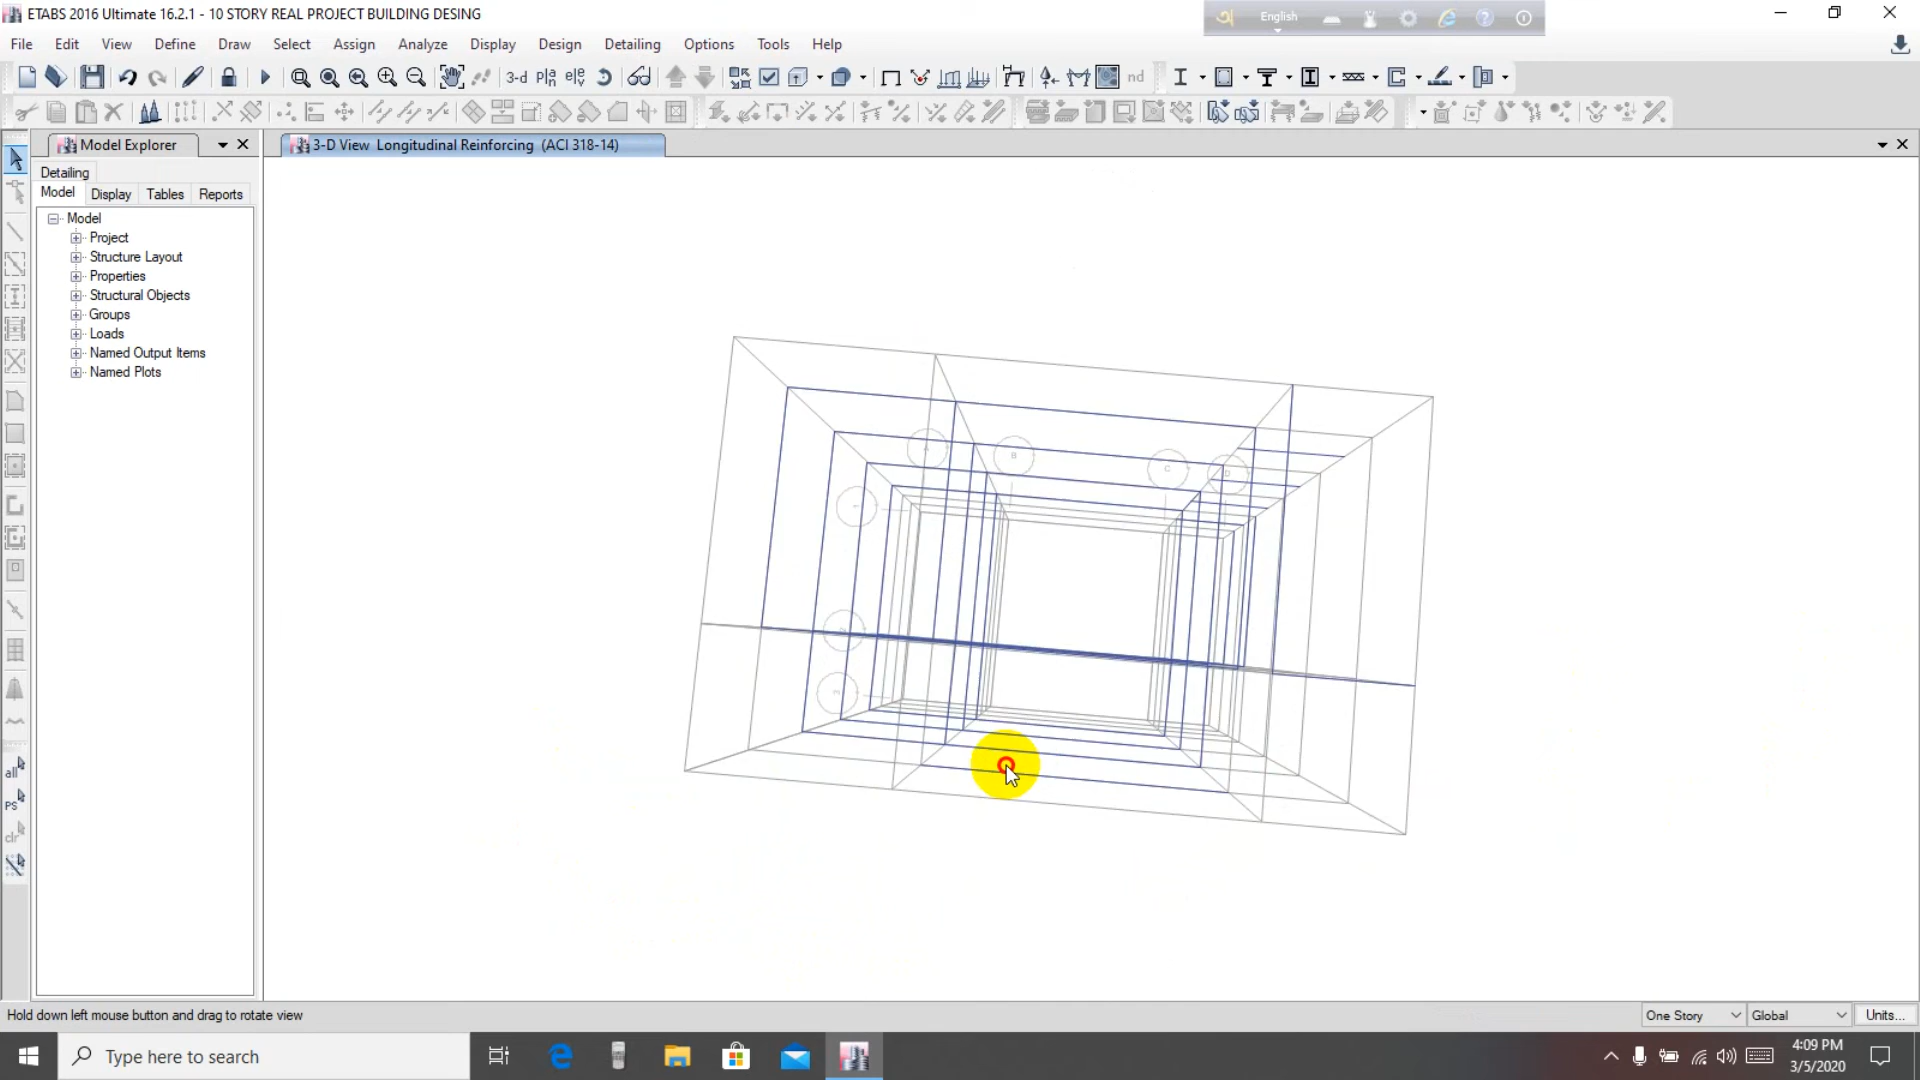 ETABS 2016 Ultimate 16.2.1 - 10 STORY REAL PROJECT BUILDING DESING
English
File Edit View Define Draw Select Assign Analyze Display Design Detailing Options Tools Help
3-d
nd
Model Explorer
3-D View Longitudinal Reinforcing (ACI 318-14)
Detailing
Model Display Tables Reports
Model
Project
Structure Layout
Properties
Structural Objects
Groups
Loads
Named Output Items
Named Plots
B
C
D
all
PS
clr
Hold down left mouse button and drag to rotate view
One Story
Global
Units...
Type here to search
4:09 PM
3/5/2020